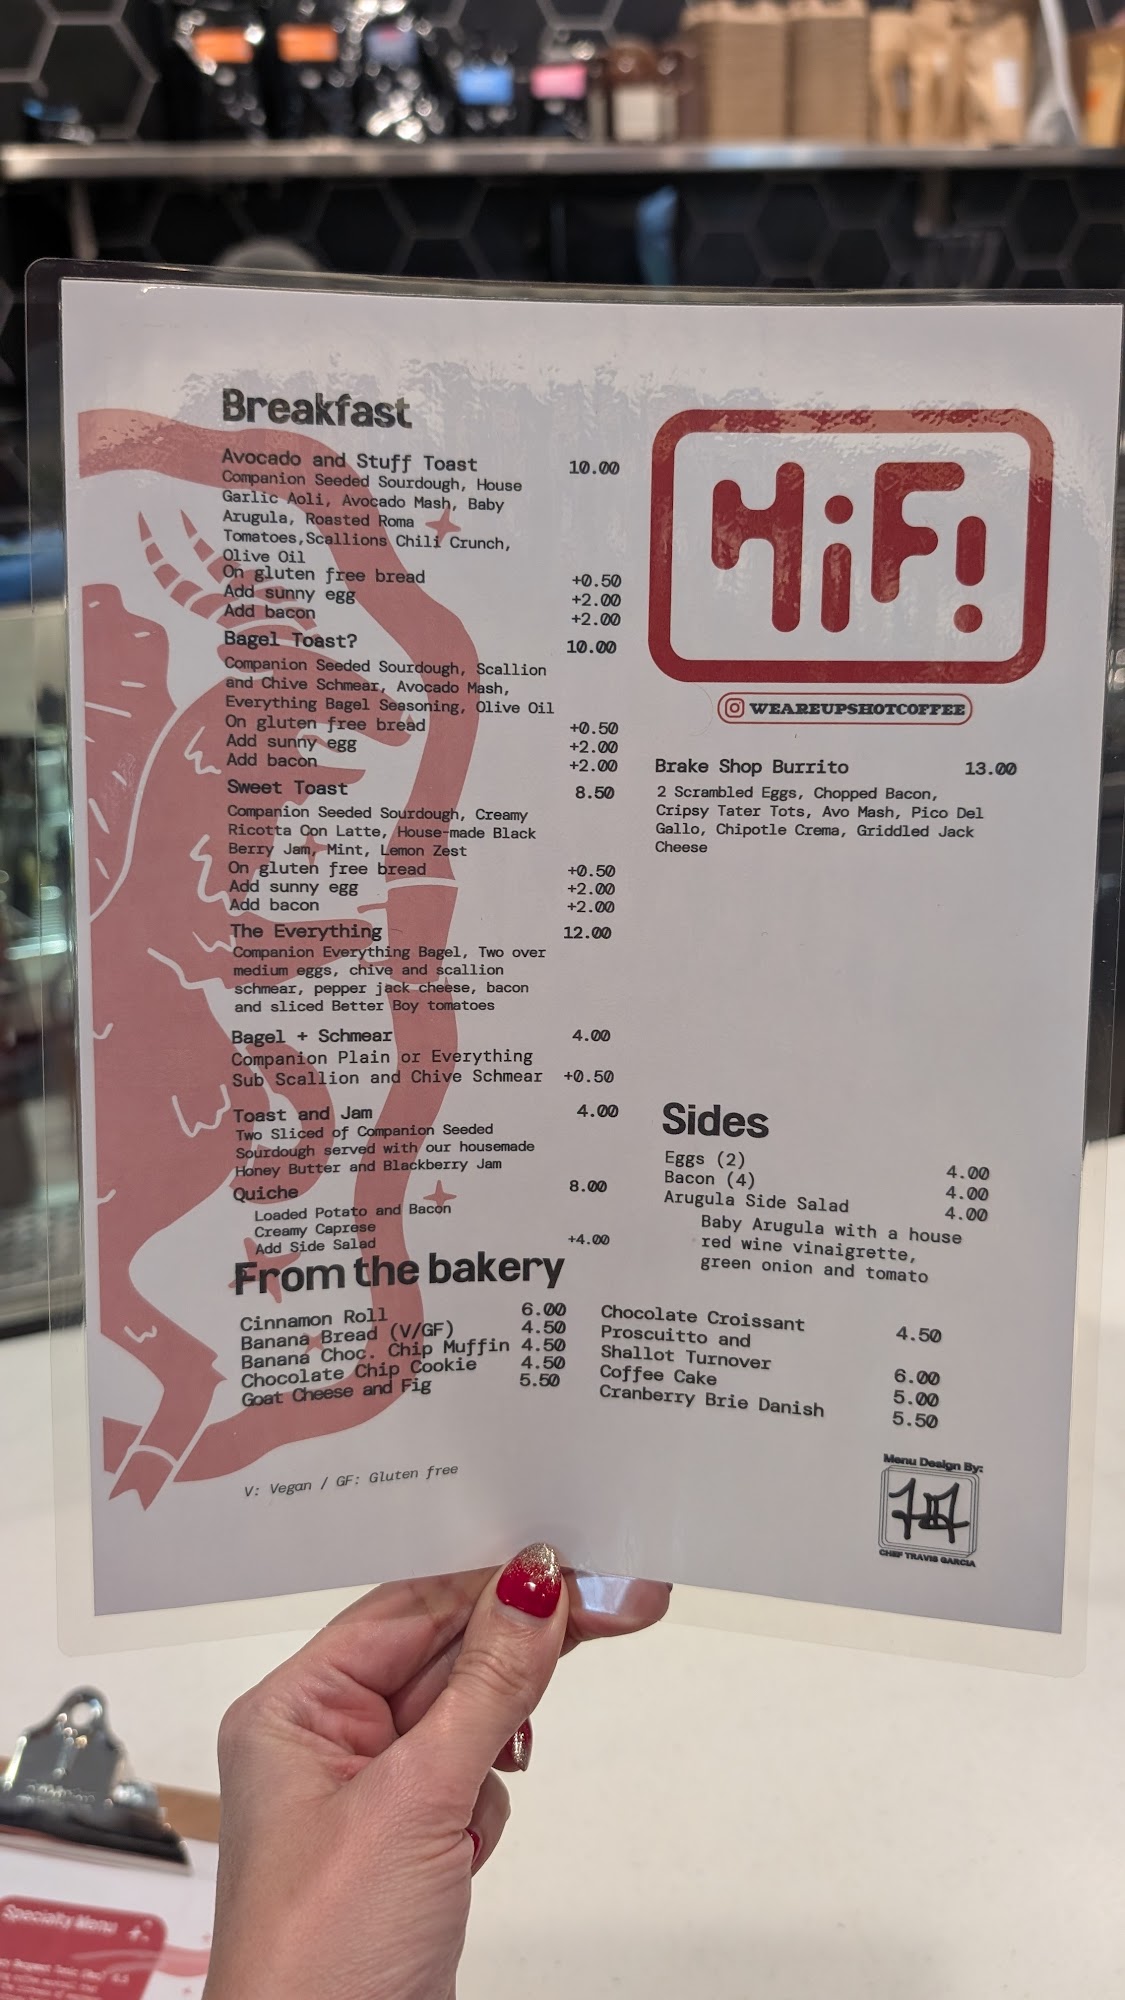 Breakfast
Avocado and Stuff Toast 10.00
Companion Seeded Sourdough, House
Garlic Aoli, Avocado Mash, Baby
Arugula, Roasted Roma
Tomatoes,Scallions Chili Crunch,
Olive Oil
On gluten free bread +0.50
Add sunny egg +2.00
Add bacon +2.00
Bagel Toast? 10.00
Companion Seeded Sourdough, Scallion
and Chive Schmear, Avocado Mash,
Everything Bagel Seasoning, Olive Oil
On gluten free bread +0.50
Add sunny egg +2.00
Add bacon +2.00
Sweet Toast 8.50
Companion Seeded Sourdough, Creamy
Ricotta Con Latte, House-made Black
Berry Jam, Mint, Lemon Zest
On gluten free bread +0.50
Add sunny egg +2.00
Add bacon +2.00
The Everything 12.00
Companion Everything Bagel, Two over
medium eggs, chive and scallion
schmear, pepper jack cheese, bacon
and sliced Better Boy tomatoes
Bagel + Schmear 4.00
Companion Plain or Everything
Sub Scallion and Chive Schmear +0.50
Toast and Jam 4.00
Two Sliced of Companion Seeded
Sourdough served with our housemade
Honey Butter and Blackberry Jam
Quiche 8.00
Loaded Potato and Bacon
Creamy Caprese
Add Side Salad +4.00
HiFi!
WEAREUPSHOTCOFFEE
Brake Shop Burrito 13.00
2 Scrambled Eggs, Chopped Bacon,
Cripsy Tater Tots, Avo Mash, Pico Del
Gallo, Chipotle Crema, Griddled Jack
Cheese
Sides
Eggs (2) 4.00
Bacon (4) 4.00
Arugula Side Salad 4.00
Baby Arugula with a house
red wine vinaigrette,
green onion and tomato
From the bakery
Cinnamon Roll 6.00
Banana Bread (V/GF) 4.50
Banana Choc. Chip Muffin 4.50
Chocolate Chip Cookie 4.50
Goat Cheese and Fig 5.50
Chocolate Croissant 4.50
Proscuitto and
Shallot Turnover 6.00
Coffee Cake 5.00
Cranberry Brie Danish 5.50
V: Vegan / GF: Gluten free
Menu Design By:
CHEF TRAVIS GARCIA
Specialty Menu